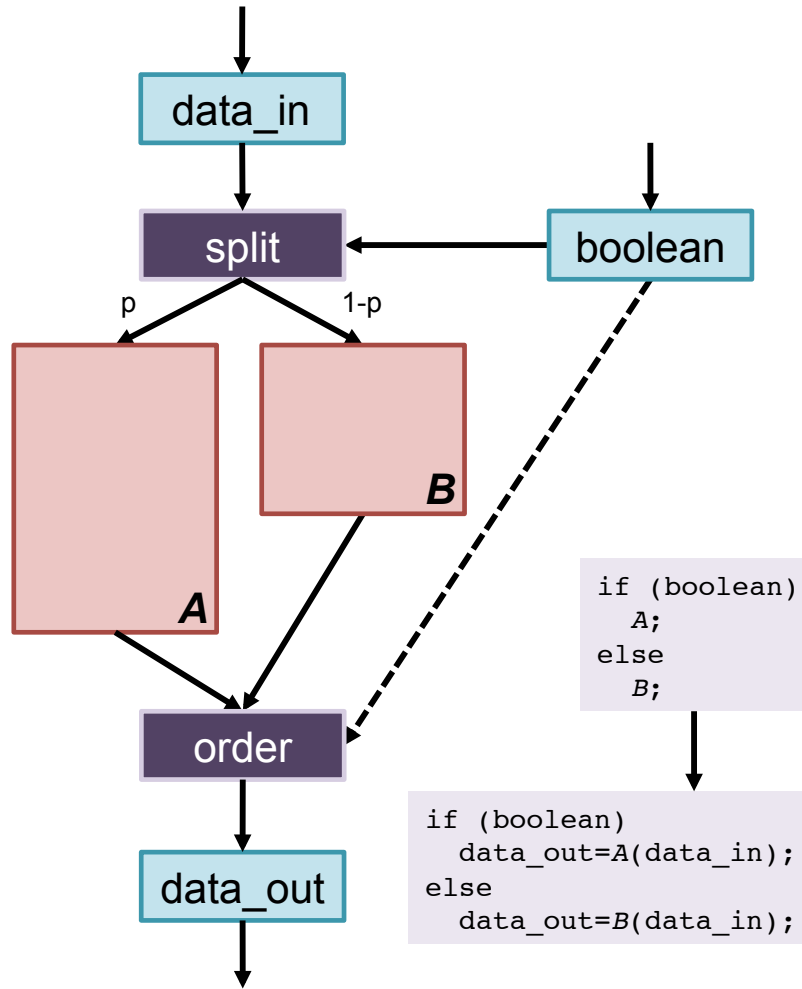 data_in
split
boolean
p
1-p
B
A
order
data_out
if (boolean)
  A;
else
  B;
if (boolean)
  data_out=A(data_in);
else
  data_out=B(data_in);